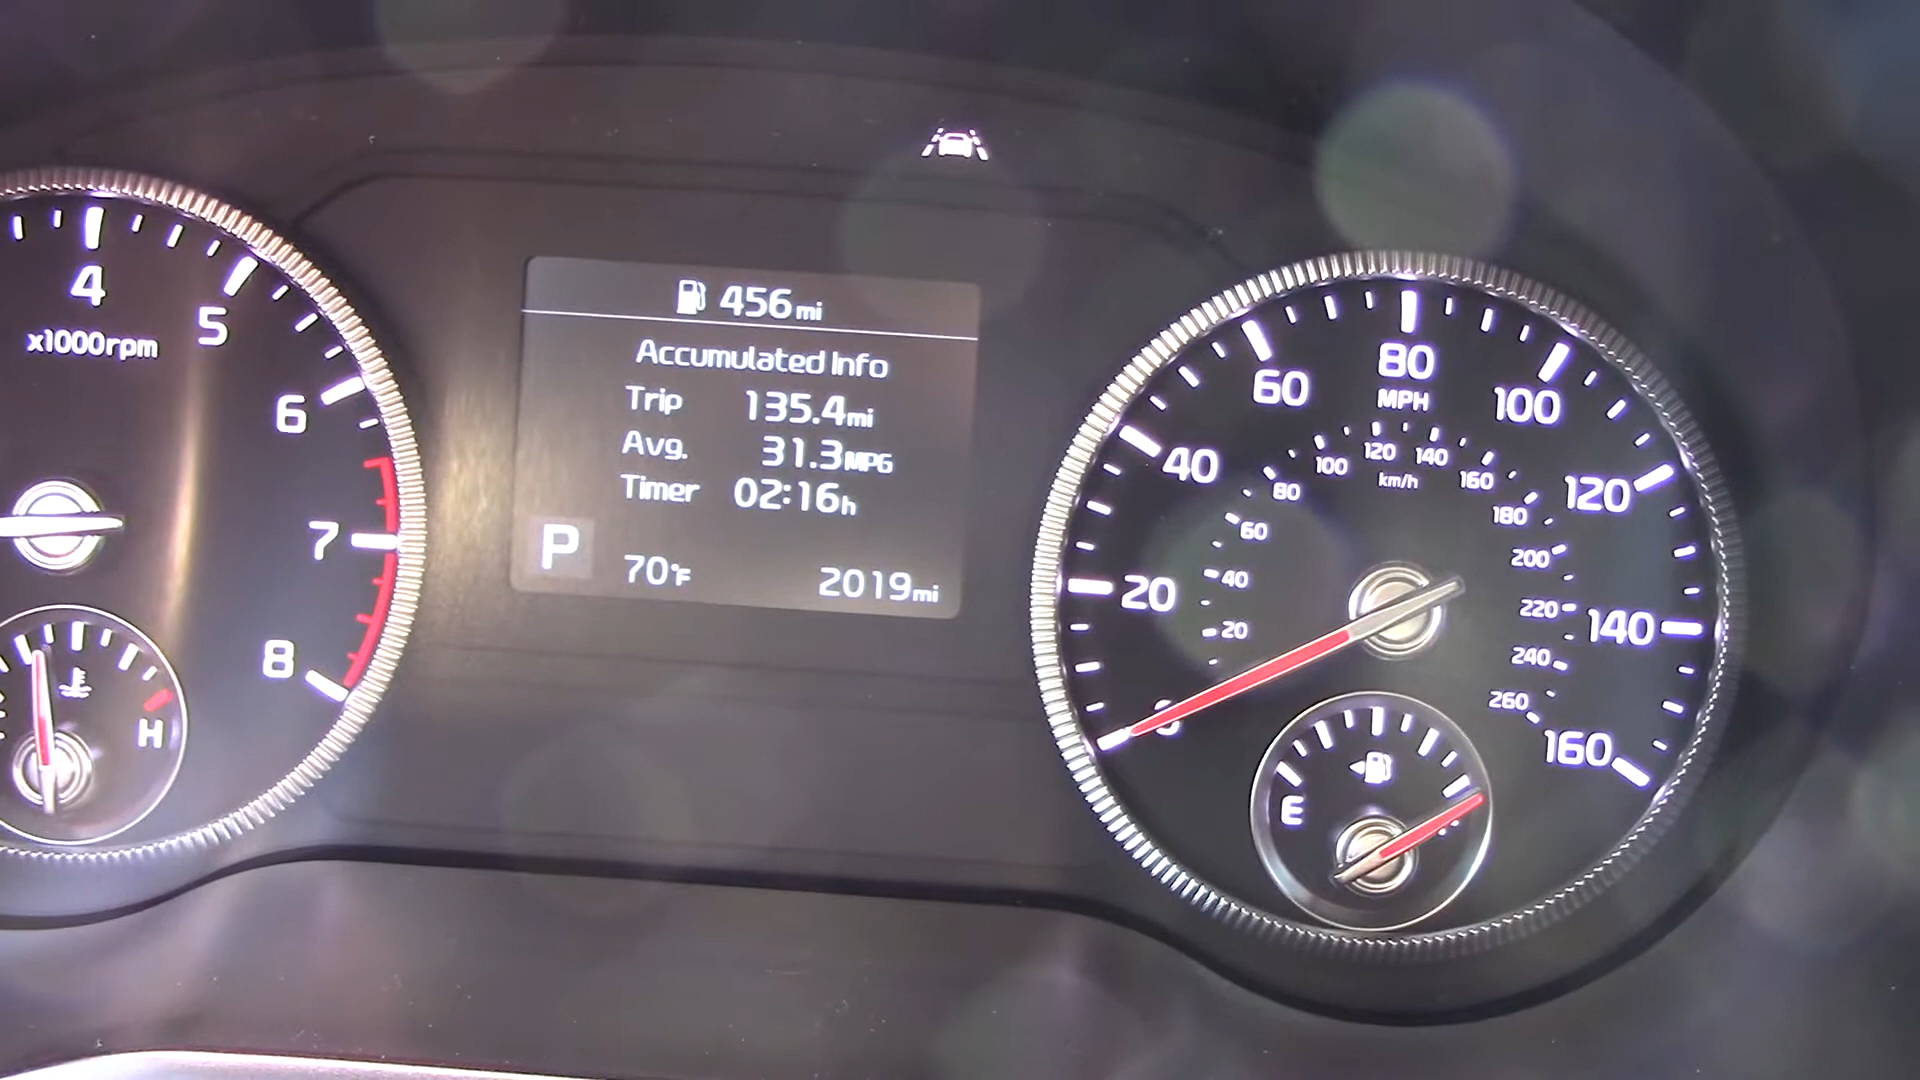 4
5
x1000rpm
6
7
8
H
456mi
Accumulated Info
Trip 135.4mi
Avg. 31.3MPG
Timer 02:16h
P
70°F 2019mi
0
20
40
60
80
100
120
140
160
MPH
20
40
60
80
100
120
140
160
180
200
220
240
260
km/h
E